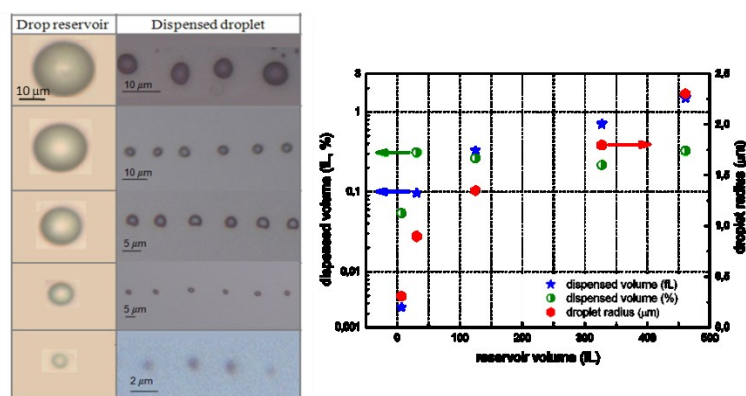 Drop reservoir
Dispensed droplet
10 μm
10 μm
10 μm
5 μm
5 μm
2 μm
dispensed volume (fL, %)
3
1
0.1
0,01
0,001
droplet radius (μm)
2,5
2,0
1,5
1,0
0,5
0,0
dispensed volume (fL)
dispensed volume (%)
droplet radius (μm)
0
100
200
300
400
500
reservoir volume (fL)